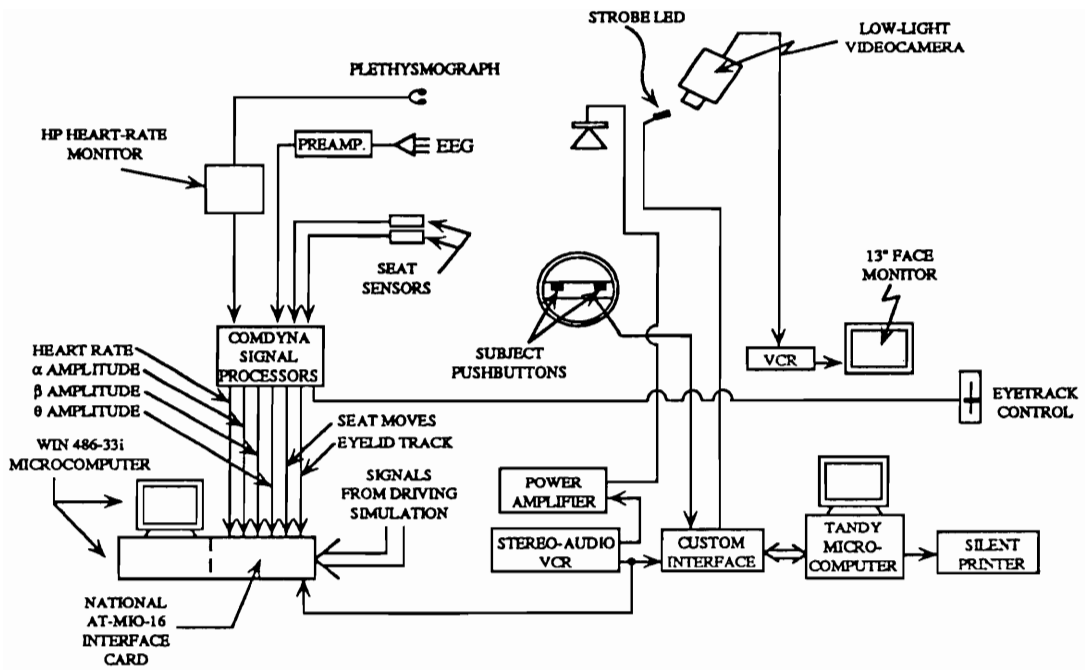 STROBE LED
LOW-LIGHT
VIDEOCAMERA
PLETHYSMOGRAPH
HP HEART-RATE
MONITOR
PREAMP.
EEG
SEAT
SENSORS
13" FACE
MONITOR
COMDYNA
SIGNAL
PROCESSORS
SUBJECT
PUSHBUTTONS
VCR
HEART RATE
α AMPLITUDE
β AMPLITUDE
θ AMPLITUDE
EYETRACK
CONTROL
SEAT MOVES
EYELID TRACK
WIN 486-33i
MICROCOMPUTER
SIGNALS
FROM DRIVING
SIMULATION
POWER
AMPLIFIER
STEREO-AUDIO
VCR
CUSTOM
INTERFACE
TANDY
MICRO-
COMPUTER
SILENT
PRINTER
NATIONAL
AT-MIO-16
INTERFACE
CARD